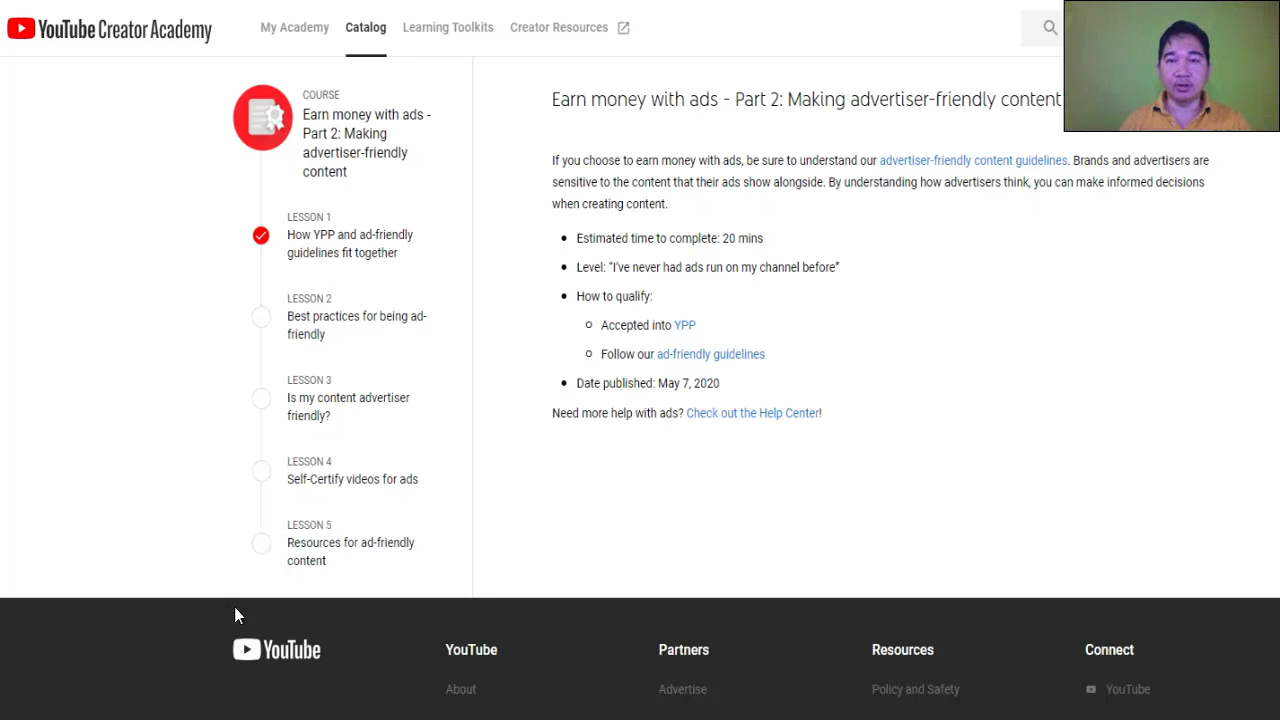 YouTube Creator Academy
My Academy
Catalog
Learning Toolkits
Creator Resources
COURSE
Earn money with ads -
Part 2: Making
advertiser-friendly
content
LESSON 1
How YPP and ad-friendly
guidelines fit together
LESSON 2
Best practices for being ad-
friendly
LESSON 3
Is my content advertiser
friendly?
LESSON 4
Self-Certify videos for ads
LESSON 5
Resources for ad-friendly
content
Earn money with ads - Part 2: Making advertiser-friendly content
If you choose to earn money with ads, be sure to understand our advertiser-friendly content guidelines. Brands and advertisers are
sensitive to the content that their ads show alongside. By understanding how advertisers think, you can make informed decisions
when creating content.
Estimated time to complete: 20 mins
Level: “I've never had ads run on my channel before”
How to qualify:
Accepted into YPP
Follow our ad-friendly guidelines
Date published: May 7, 2020
Need more help with ads? Check out the Help Center!
YouTube
YouTube
Partners
Resources
Connect
About
Advertise
Policy and Safety
YouTube